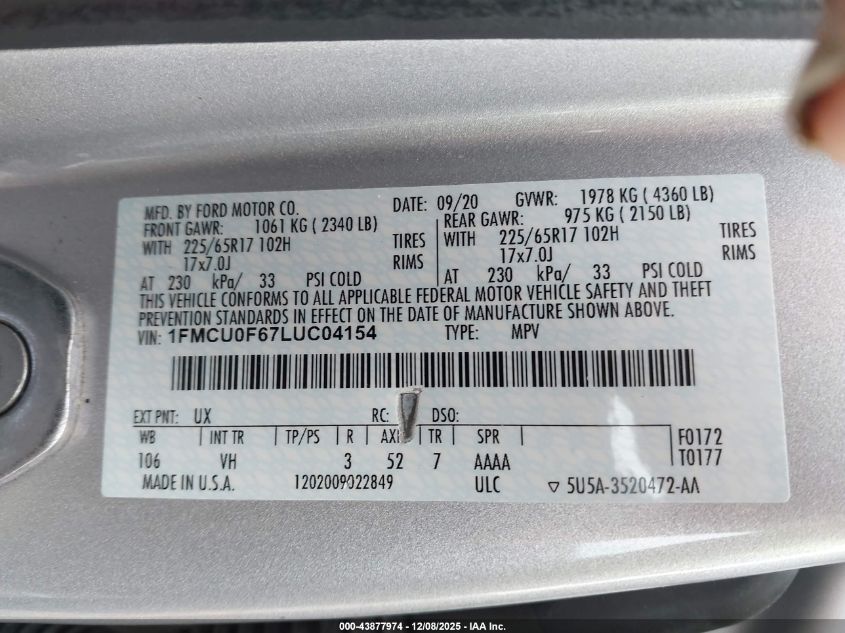 MFD. BY FORD MOTOR CO. DATE: 09/20 GVWR: 1978 KG ( 4360 LB)
FRONT GAWR: 1061 KG ( 2340 LB) REAR GAWR: 975 KG ( 2150 LB)
WITH 225/65R17 102H TIRES WITH 225/65R17 102H TIRES
17x7.0J RIMS 17x7.0J RIMS
AT 230 kPa/ 33 PSI COLD AT 230 kPa/ 33 PSI COLD
THIS VEHICLE CONFORMS TO ALL APPLICABLE FEDERAL MOTOR VEHICLE SAFETY AND THEFT
PREVENTION STANDARDS IN EFFECT ON THE DATE OF MANUFACTURE SHOWN ABOVE.
VIN: 1FMCU0F67LUC04154 TYPE: MPV
EXT PNT: UX RC: DSO:
WB INT TR TP/PS R TR SPR F0172
106 VH 3 52 7 AAAA T0177
MADE IN U.S.A. 1202009022849 ULC ▽ 5U5A-3520472-AA
000-43877974 | 12/08/2025 - IAA Inc.